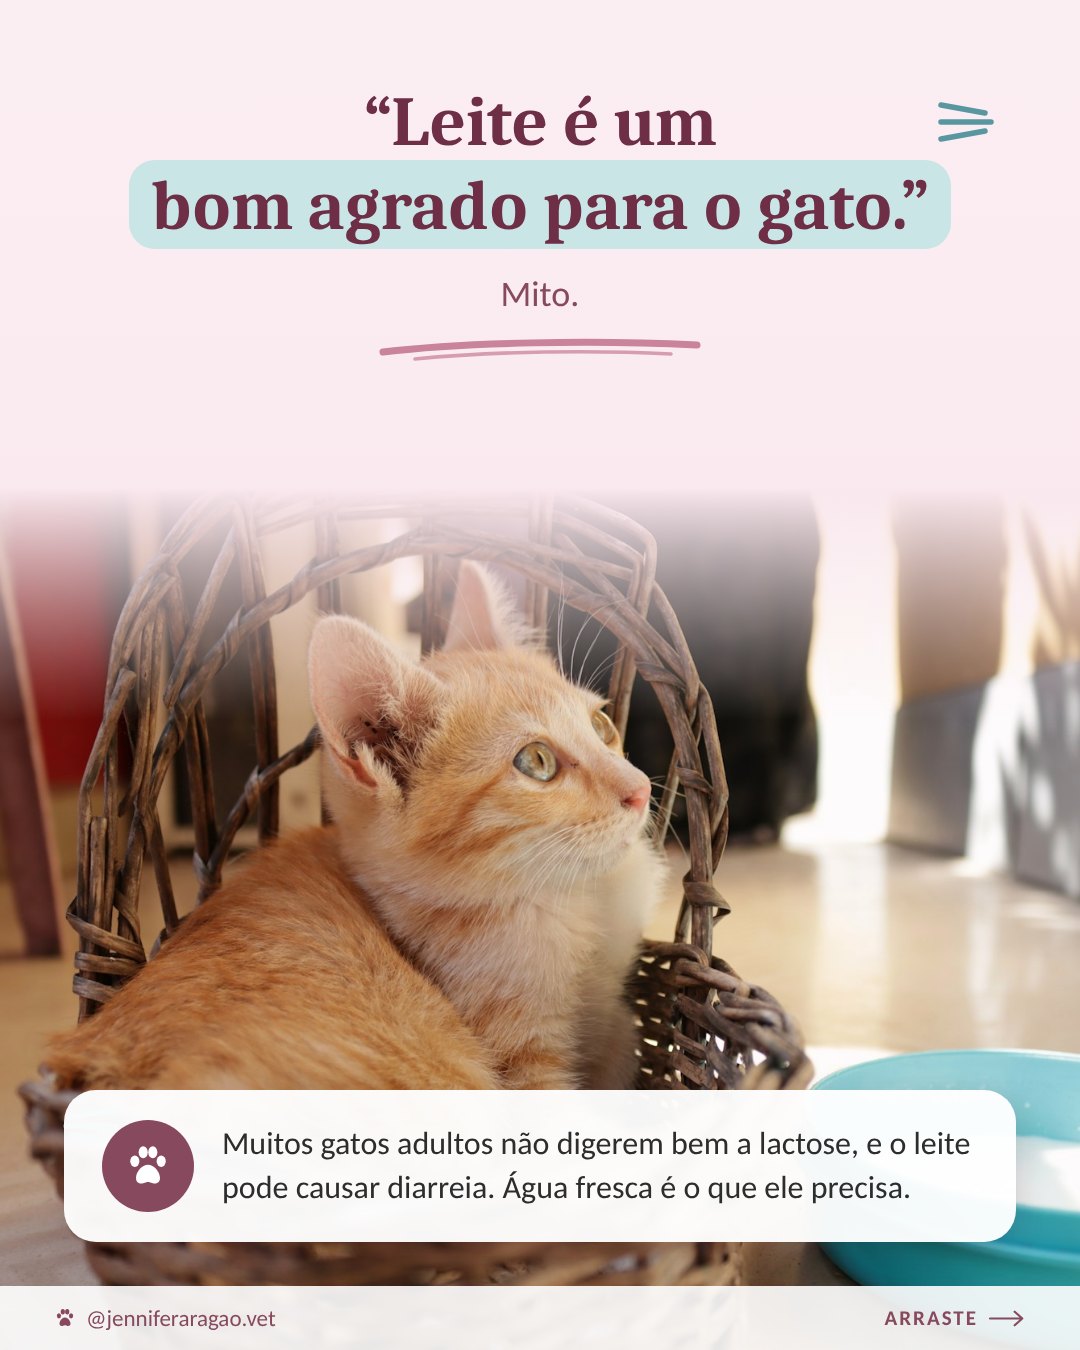 “Leite é um
bom agrado para o gato.”
Mito.
Muitos gatos adultos não digerem bem a lactose, e o leite
pode causar diarreia. Água fresca é o que ele precisa.
@jenniferaragao.vet
ARRASTE